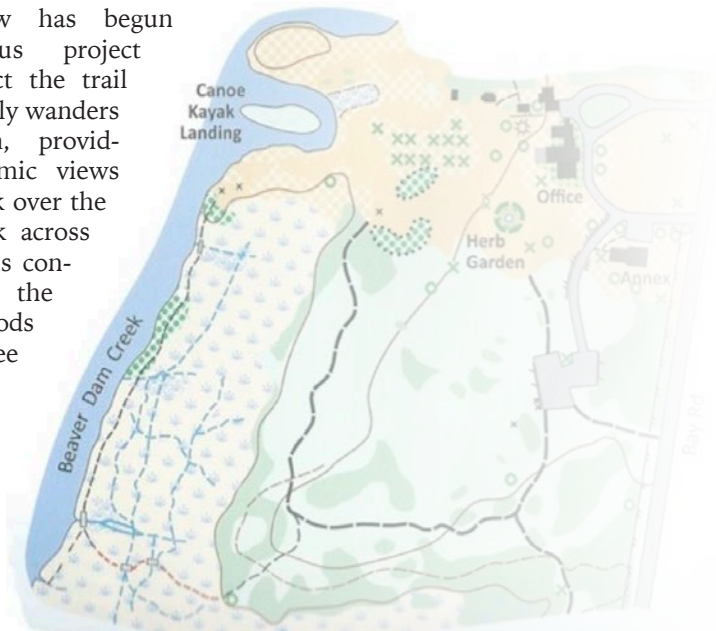 w has begun
us project
ct the trail
ly wanders
n, provid-
mic views
k over the
k across
s con-
the
ods
ee
Canoe
Kayak
Landing
Office
Herb
Garden
Annex
Beaver Dam Creek
Bay Rd